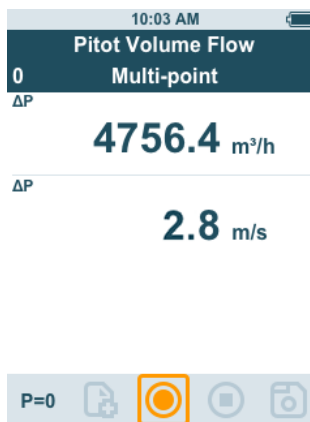 10:03 AM
Pitot Volume Flow
0 Multi-point
ΔP
4756.4 m³/h
ΔP
2.8 m/s
P=0